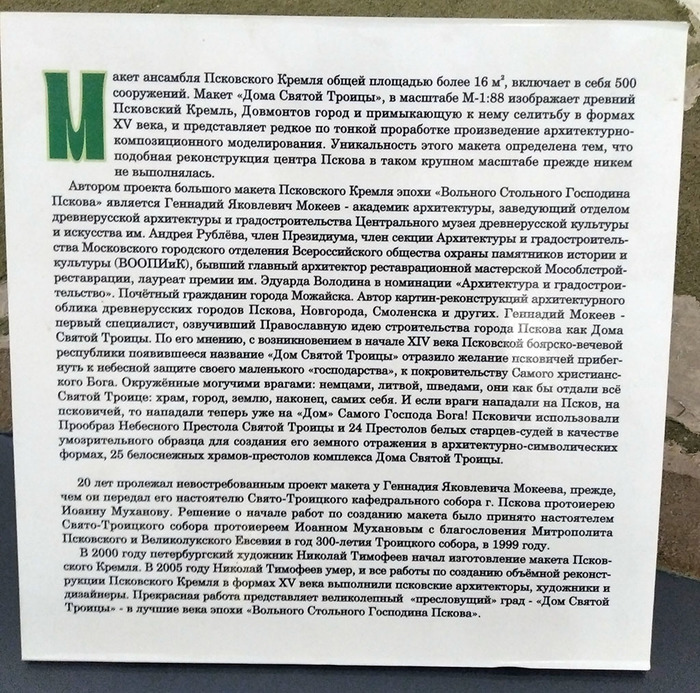 Макет ансамбля Псковского Кремля общей площадью более 16 м², включает в себя 500
сооружений. Макет «Дома Святой Троицы», в масштабе М-1:88 изображает древний
Псковский Кремль, Довмонтов город и примыкающую к нему селитьбу в формах
XV века, и представляет редкое по тонкой проработке произведение архитектурно-
композиционного моделирования. Уникальность этого макета определена тем, что
подобная реконструкция центра Пскова в таком крупном масштабе прежде никем
не выполнялась.
Автором проекта большого макета Псковского Кремля эпохи «Вольного Стольного Господина
Пскова» является Геннадий Яковлевич Мокеев - академик архитектуры, заведующий отделом
древнерусской архитектуры и градостроительства Центрального музея древнерусской культуры
и искусства им. Андрея Рублёва, член Президиума, член секции Архитектуры и градостроитель-
ства Московского городского отделения Всероссийского общества охраны памятников истории и
культуры (ВООПИиК), бывший главный архитектор реставрационной мастерской Мособлстрой-
реставрации, лауреат премии им. Эдуарда Володина в номинации «Архитектура и градострои-
тельство». Почётный гражданин города Можайска. Автор картин-реконструкций архитектурного
облика древнерусских городов Пскова, Новгорода, Смоленска и других. Геннадий Мокеев -
первый специалист, озвучивший Православную идею строительства города Пскова как Дома
Святой Троицы. По его мнению, с возникновением в начале XIV века Псковской боярско-вечевой
республики появившееся название «Дом Святой Троицы» отразило желание псковичей прибег-
нуть к небесной защите своего маленького «господарства», к покровительству Самого христианс-
кого Бога. Окружённые могучими врагами: немцами, литвой, шведами, они как бы отдали всё
Святой Троице: храм, город, землю, наконец, самих себя. И если враги нападали на Псков, на
псковичей, то нападали теперь уже на «Дом» Самого Господа Бога! Псковичи использовали
Прообраз Небесного Престола Святой Троицы и 24 Престолов белых старцев-судей в качестве
умозрительного образца для создания его земного отражения в архитектурно-символических
формах, 25 белоснежных храмов-престолов комплекса Дома Святой Троицы.
20 лет пролежал невостребованным проект макета у Геннадия Яковлевича Мокеева, прежде,
чем он передал его настоятелю Свято-Троицкого кафедрального собора г. Пскова протоиерею
Иоанну Муханову. Решение о начале работ по созданию макета было принято настоятелем
Свято-Троицкого собора протоиереем Иоанном Мухановым с благословения Митрополита
Псковского и Великолукского Евсевия в год 300-летия Троицкого собора, в 1999 году.
В 2000 году петербургский художник Николай Тимофеев начал изготовление макета Псков-
ского Кремля. В 2005 году Николай Тимофеев умер, и все работы по созданию объёмной реконст-
рукции Псковского Кремля в формах XV века выполнили псковские архитекторы, художники и
дизайнеры. Прекрасная работа представляет великолепный «пресловущий» град - «Дом Святой
Троицы» - в лучшие века эпохи «Вольного Стольного Господина Пскова».